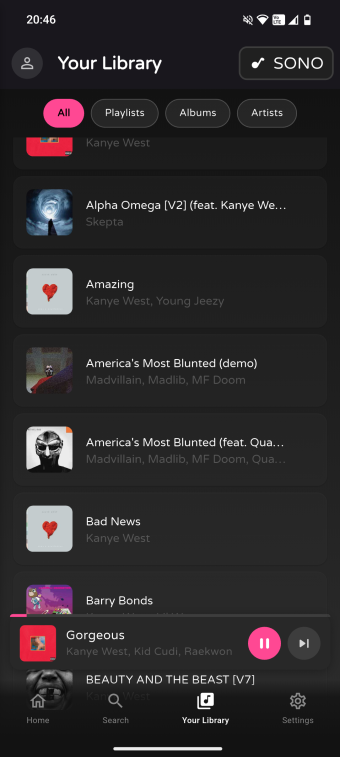 20:46
Your Library
SONO
All
Playlists
Albums
Artists
Kanye West
Alpha Omega [V2] (feat. Kanye We...
Skepta
Amazing
Kanye West, Young Jeezy
America's Most Blunted (demo)
Madvillain, Madlib, MF Doom
America's Most Blunted (feat. Qua...
Madvillain, Madlib, MF Doom, Qua...
Bad News
Kanye West
Barry Bonds
Gorgeous
Kanye West, Kid Cudi, Raekwon
BEAUTY AND THE BEAST [V7]
Kanye West
Home
Search
Your Library
Settings